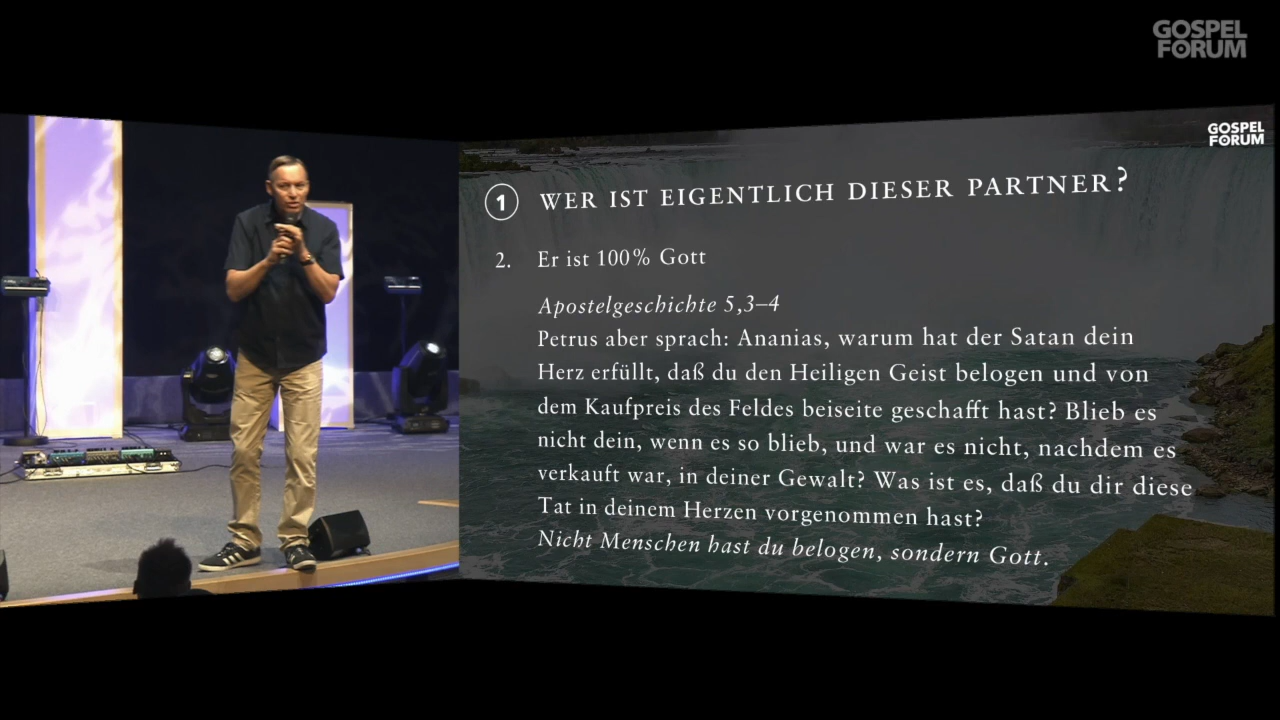 GOSPEL
FORUM
GOSPEL
FORUM
1 WER IST EIGENTLICH DIESER PARTNER?
2. Er ist 100% Gott
Apostelgeschichte 5,3–4
Petrus aber sprach: Ananias, warum hat der Satan dein
Herz erfüllt, daß du den Heiligen Geist belogen und von
dem Kaufpreis des Feldes beiseite geschafft hast? Blieb es
nicht dein, wenn es so blieb, und war es nicht, nachdem es
verkauft war, in deiner Gewalt? Was ist es, daß du dir diese
Tat in deinem Herzen vorgenommen hast?
Nicht Menschen hast du belogen, sondern Gott.